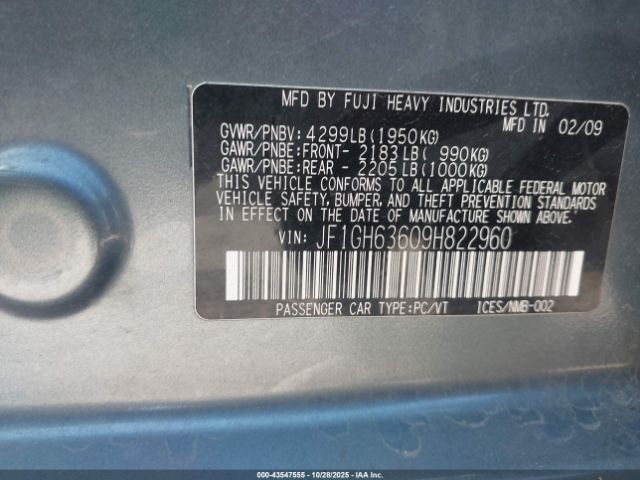 MFD BY FUJI HEAVY INDUSTRIES LTD.
MFD IN 02/09
GVWR/PNBV: 4299LB(1950KG)
GAWR/PNBE:FRONT- 2183LB( 990KG)
GAWR/PNBE:REAR - 2205LB(1000KG)
THIS VEHICLE CONFORMS TO ALL APPLICABLE FEDERAL MOTOR
VEHICLE SAFETY, BUMPER, AND THEFT PREVENTION STANDARDS
IN EFFECT ON THE DATE OF MANUFACTURE SHOWN ABOVE.
VIN: JF1GH63609H822960
PASSENGER CAR TYPE:PC/VT ICES/NMB-002
000-43547555 | 10/28/2025 | IAA Inc.